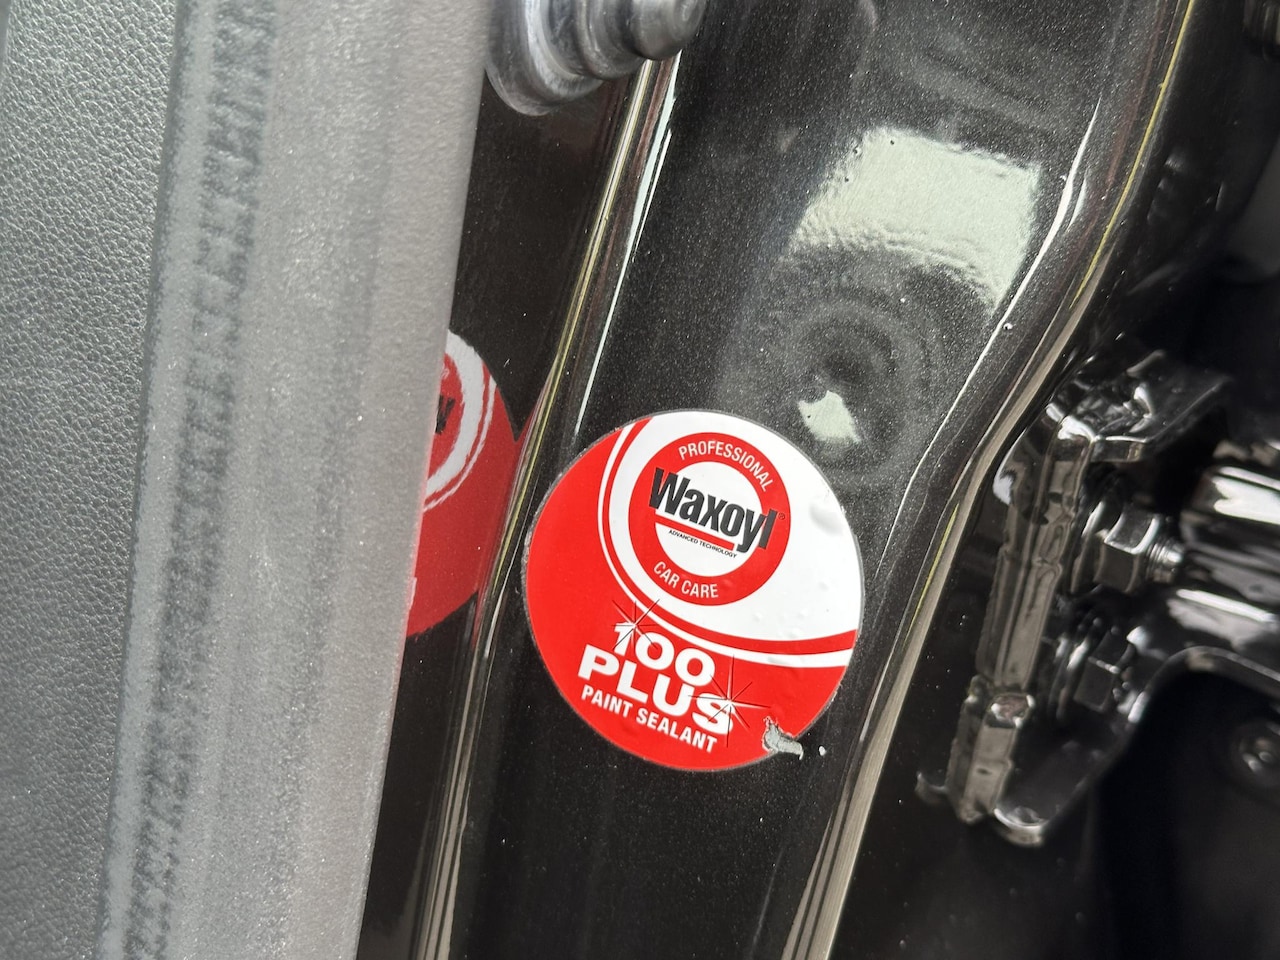 PROFESSIONAL
Waxoyl®
ADVANCED TECHNOLOGY
CAR CARE
100
PLUS
PAINT SEALANT